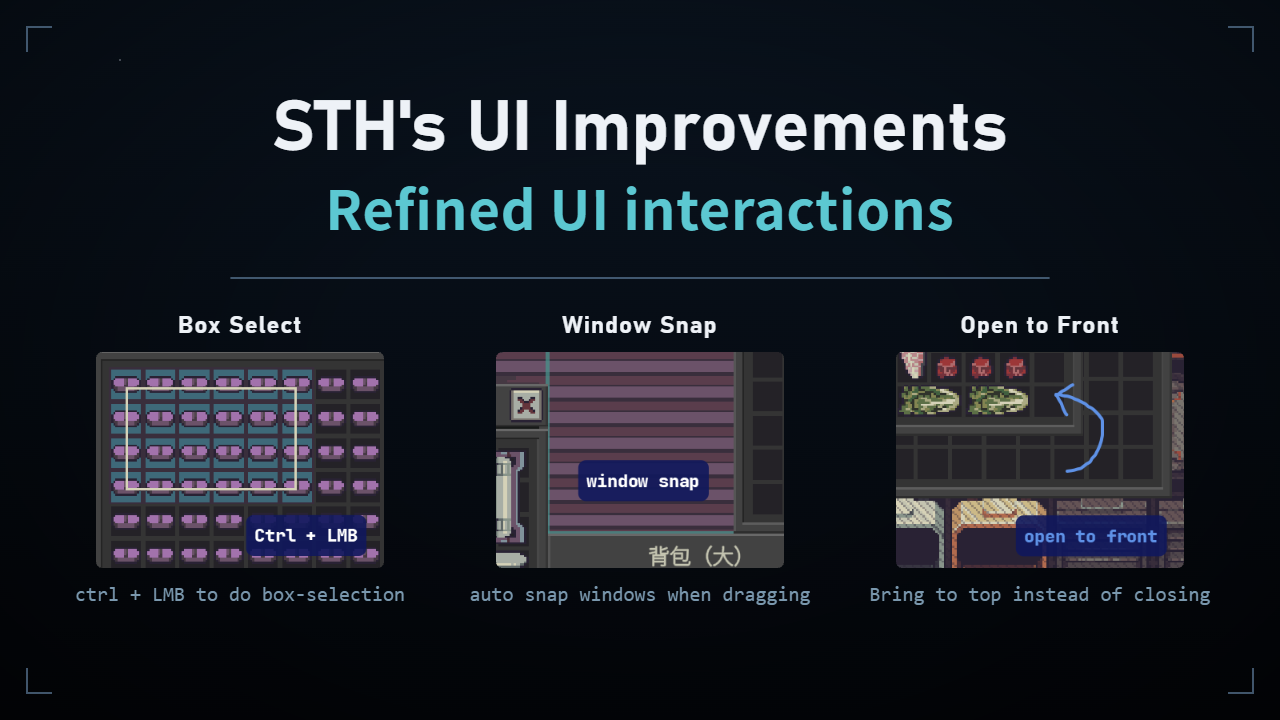 STH's UI Improvements
Refined UI interactions
Box Select
Window Snap
Open to Front
Ctrl + LMB
window snap
背包（大）
open to front
ctrl + LMB to do box-selection
auto snap windows when dragging
Bring to top instead of closing